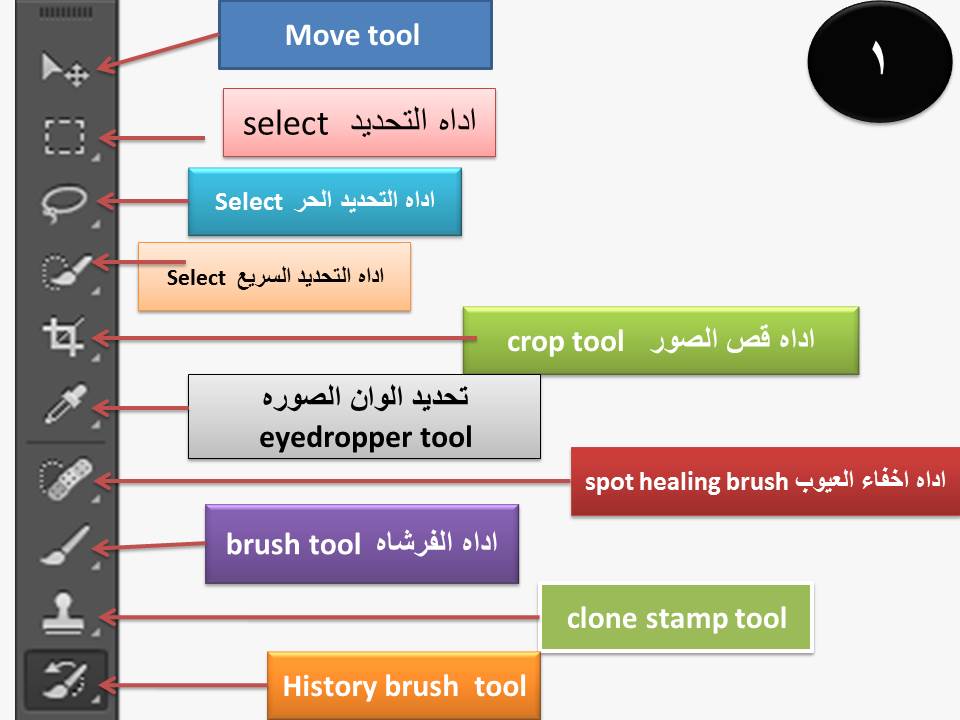 Move tool
١
اداه التحديد select
اداه التحديد الحر Select
اداه التحديد السريع Select
اداه قص الصور crop tool
تحديد الوان الصوره
eyedropper tool
اداه اخفاء العيوب spot healing brush
اداه الفرشاه brush tool
clone stamp tool
History brush tool